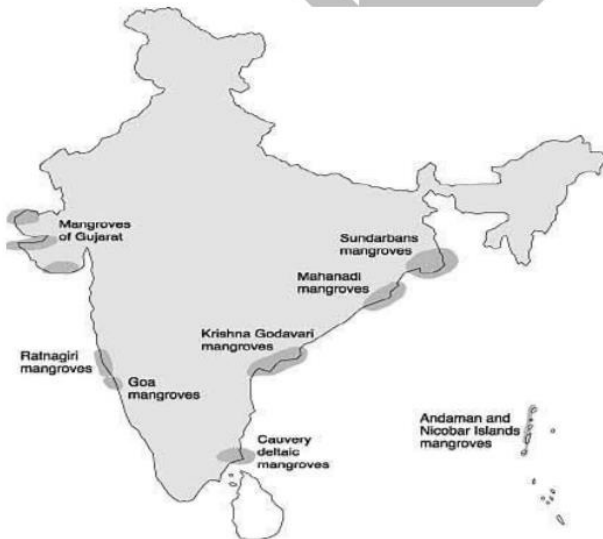 Mangroves
of Gujarat
Sundarbans
mangroves
Mahanadi
mangroves
Krishna Godavari
mangroves
Ratnagiri
mangroves
Goa
mangroves
Andaman and
Nicobar Islands
mangroves
Cauvery
deltaic
mangroves